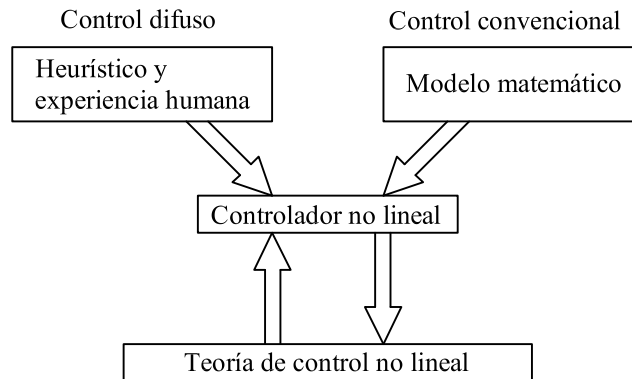 Control difuso
Control convencional
Heurístico y
experiencia humana
Modelo matemático
Controlador no lineal
Teoría de control no lineal